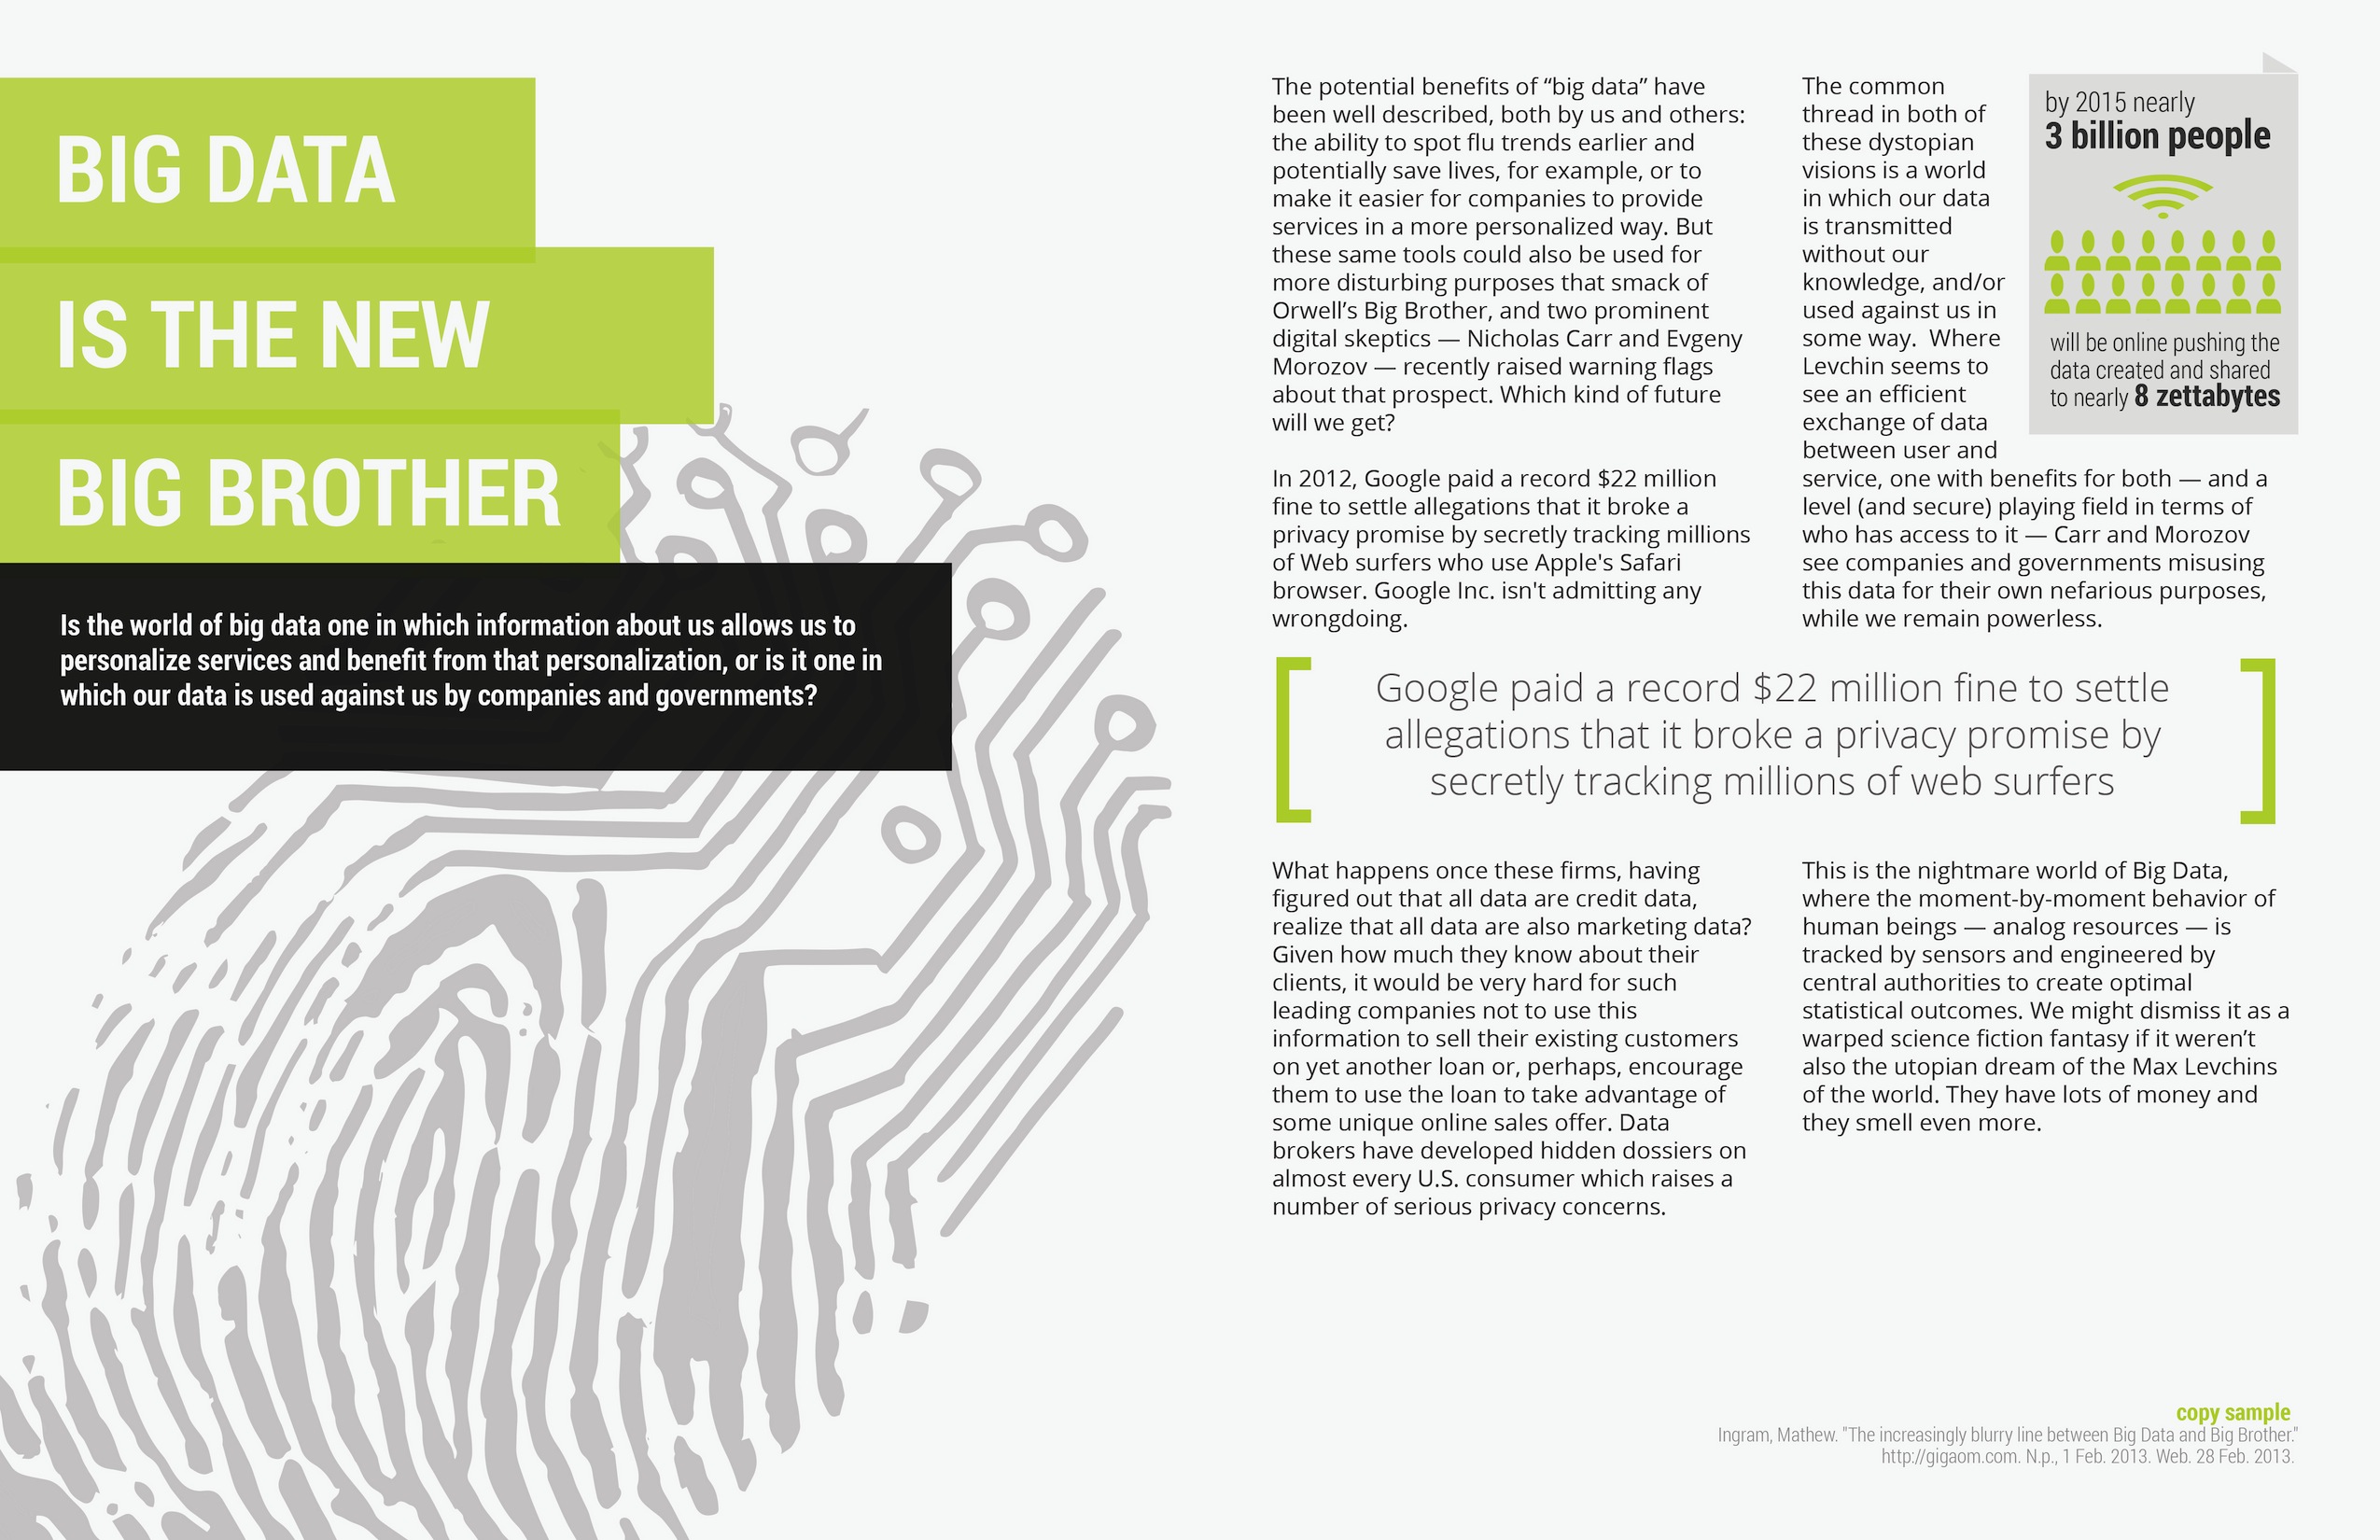 BIG DATA
IS THE NEW
BIG BROTHER
Is the world of big data one in which information about us allows us to
personalize services and benefit from that personalization, or is it one in
which our data is used against us by companies and governments?
The potential benefits of “big data” have
been well described, both by us and others:
the ability to spot flu trends earlier and
potentially save lives, for example, or to
make it easier for companies to provide
services in a more personalized way. But
these same tools could also be used for
more disturbing purposes that smack of
Orwell’s Big Brother, and two prominent
digital skeptics — Nicholas Carr and Evgeny
Morozov — recently raised warning flags
about that prospect. Which kind of future
will we get?
In 2012, Google paid a record $22 million
fine to settle allegations that it broke a
privacy promise by secretly tracking millions
of Web surfers who use Apple's Safari
browser. Google Inc. isn't admitting any
wrongdoing.
The common
thread in both of
these dystopian
visions is a world
in which our data
is transmitted
without our
knowledge, and/or
used against us in
some way.  Where
Levchin seems to
see an efficient
exchange of data
between user and
service, one with benefits for both — and a
level (and secure) playing field in terms of
who has access to it — Carr and Morozov
see companies and governments misusing
this data for their own nefarious purposes,
while we remain powerless.
by 2015 nearly
3 billion people
will be online pushing the
data created and shared
to nearly 8 zettabytes
Google paid a record $22 million fine to settle
allegations that it broke a privacy promise by
secretly tracking millions of web surfers
What happens once these firms, having
figured out that all data are credit data,
realize that all data are also marketing data?
Given how much they know about their
clients, it would be very hard for such
leading companies not to use this
information to sell their existing customers
on yet another loan or, perhaps, encourage
them to use the loan to take advantage of
some unique online sales offer. Data
brokers have developed hidden dossiers on
almost every U.S. consumer which raises a
number of serious privacy concerns.
This is the nightmare world of Big Data,
where the moment-by-moment behavior of
human beings — analog resources — is
tracked by sensors and engineered by
central authorities to create optimal
statistical outcomes. We might dismiss it as a
warped science fiction fantasy if it weren’t
also the utopian dream of the Max Levchins
of the world. They have lots of money and
they smell even more.
copy sample
Ingram, Mathew. "The increasingly blurry line between Big Data and Big Brother."
http://gigaom.com. N.p., 1 Feb. 2013. Web. 28 Feb. 2013.